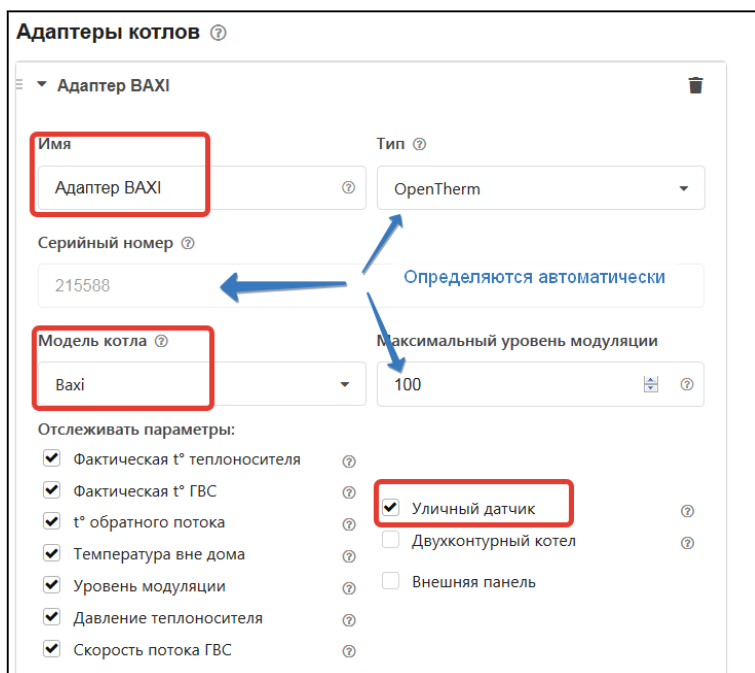 Адаптеры котлов
Адаптер BAXI
Имя
Тип
Адаптер BAXI
OpenTherm
Серийный номер
215588
Определяются автоматически
Модель котла
Максимальный уровень модуляции
Baxi
100
Отслеживать параметры:
Фактическая t° теплоносителя
Фактическая t° ГВС
t° обратного потока
Температура вне дома
Уровень модуляции
Давление теплоносителя
Скорость потока ГВС
Уличный датчик
Двухконтурный котел
Внешняя панель